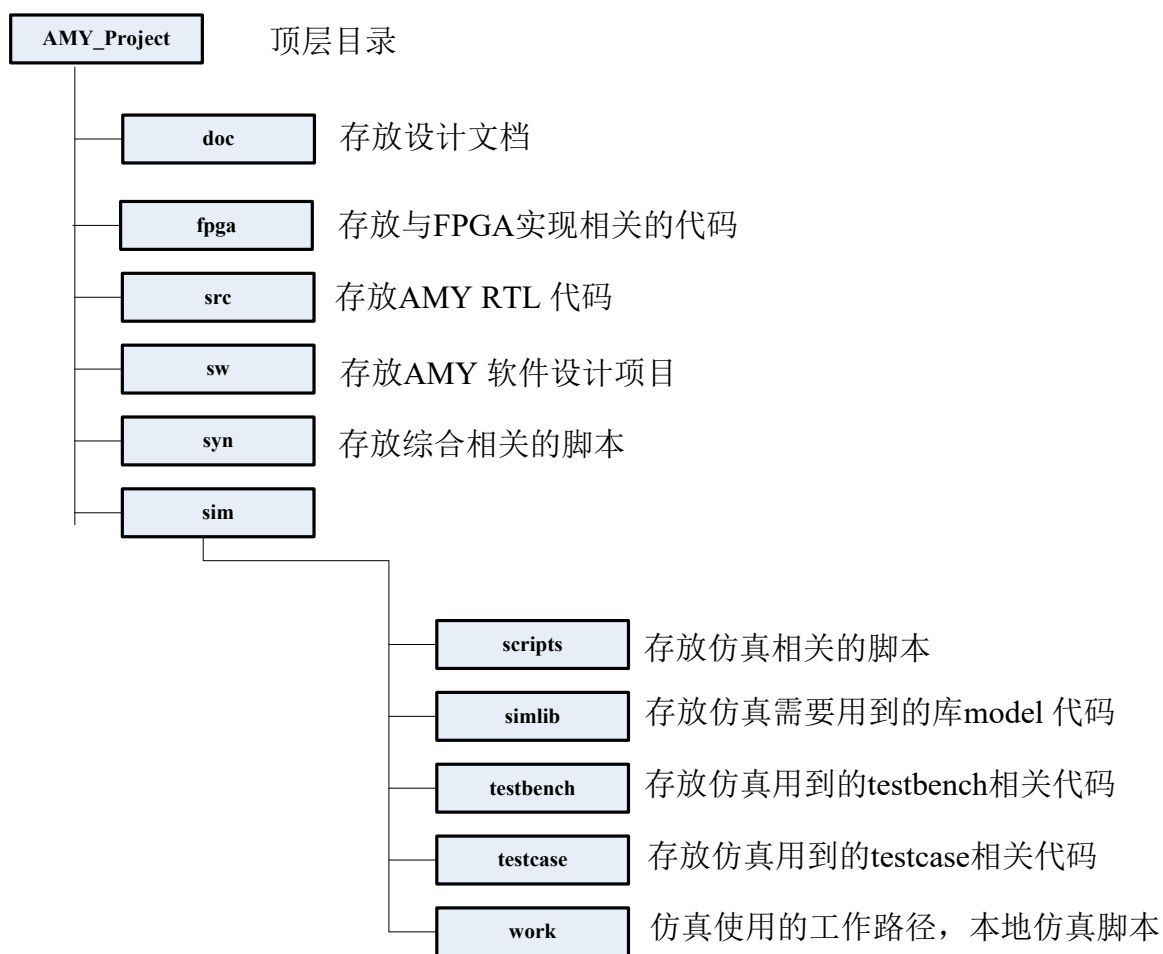 AMY_Project 顶层目录
doc 存放设计文档
fpga 存放与FPGA实现相关的代码
src 存放AMY RTL 代码
sw 存放AMY 软件设计项目
syn 存放综合相关的脚本
sim
scripts 存放仿真相关的脚本
simlib 存放仿真需要用到的库model 代码
testbench 存放仿真用到的testbench相关代码
testcase 存放仿真用到的testcase相关代码
work 仿真使用的工作路径，本地仿真脚本